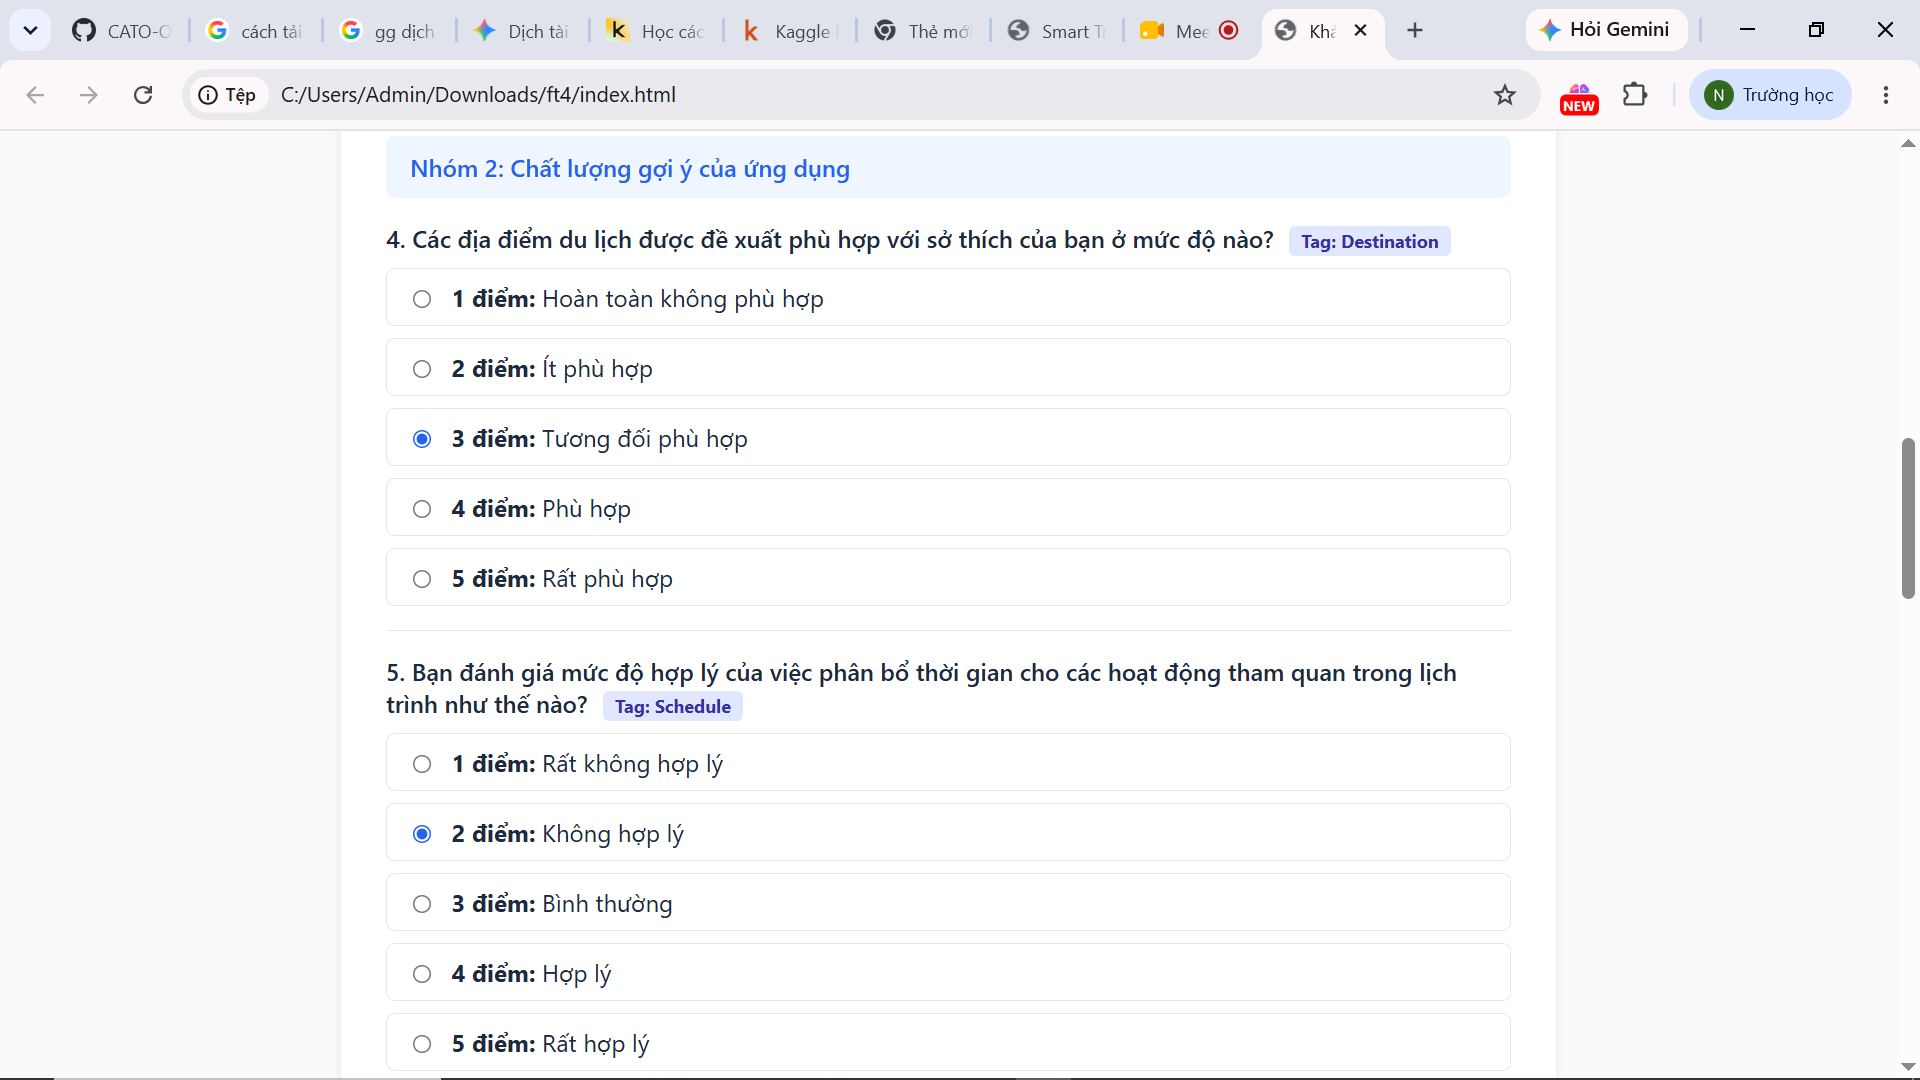 CATO-O
cách tải
gg dịch
Dịch tài
Học các
Kaggle
Thẻ mới
Smart Tr
Mee
Khả
Hỏi Gemini
Tệp
C:/Users/Admin/Downloads/ft4/index.html
NEW
N
Trường học
Nhóm 2: Chất lượng gợi ý của ứng dụng
4. Các địa điểm du lịch được đề xuất phù hợp với sở thích của bạn ở mức độ nào? Tag: Destination
1 điểm: Hoàn toàn không phù hợp
2 điểm: Ít phù hợp
3 điểm: Tương đối phù hợp
4 điểm: Phù hợp
5 điểm: Rất phù hợp
5. Bạn đánh giá mức độ hợp lý của việc phân bổ thời gian cho các hoạt động tham quan trong lịch
trình như thế nào? Tag: Schedule
1 điểm: Rất không hợp lý
2 điểm: Không hợp lý
3 điểm: Bình thường
4 điểm: Hợp lý
5 điểm: Rất hợp lý